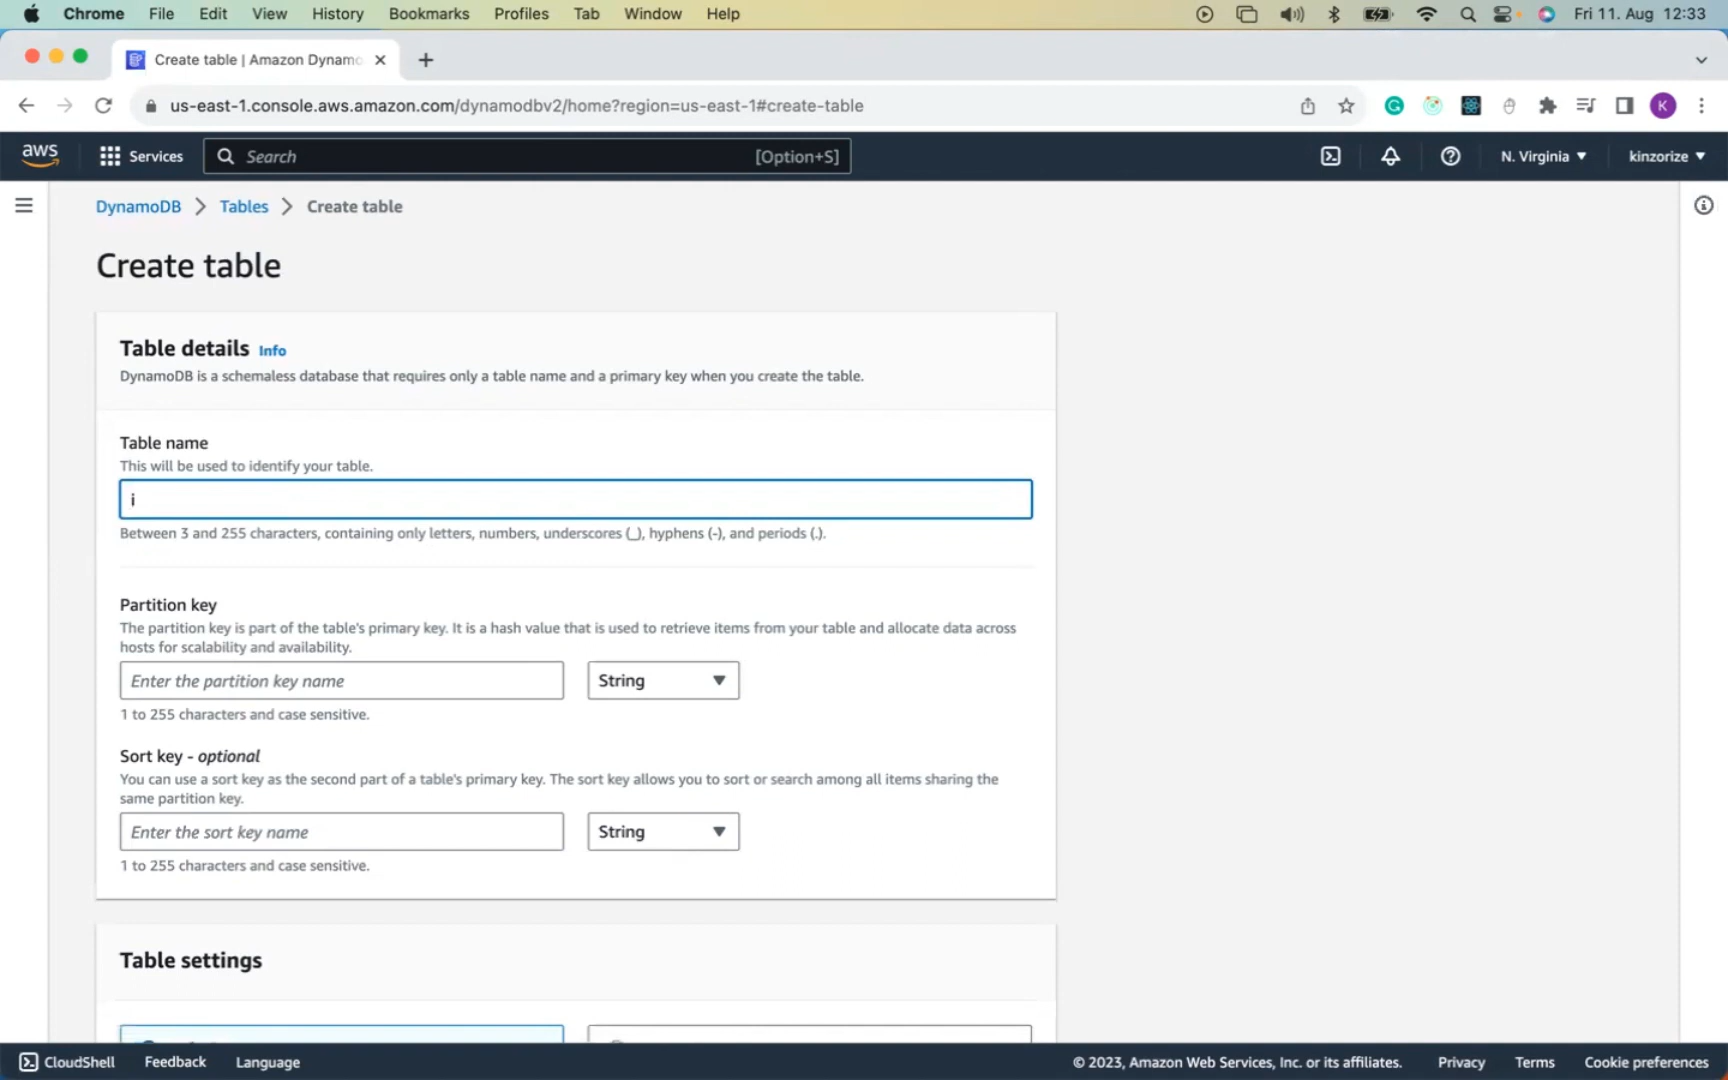 Chrome File Edit View History Bookmarks Profiles Tab Window Help Fri 11. Aug 12:33
Create table | Amazon Dynamo
us-east-1.console.aws.amazon.com/dynamodbv2/home?region=us-east-1#create-table K
aws Services Search [Option+S] N. Virginia kinzorize
DynamoDB Tables Create table
Create table
Table details Info
DynamoDB is a schemaless database that requires only a table name and a primary key when you create the table.
Table name
This will be used to identify your table.
i
Between 3 and 255 characters, containing only letters, numbers, underscores (_), hyphens (-), and periods (.).
Partition key
The partition key is part of the table's primary key. It is a hash value that is used to retrieve items from your table and allocate data across
hosts for scalability and availability.
Enter the partition key name String
1 to 255 characters and case sensitive.
Sort key - optional
You can use a sort key as the second part of a table's primary key. The sort key allows you to sort or search among all items sharing the
same partition key.
Enter the sort key name String
1 to 255 characters and case sensitive.
Table settings
CloudShell Feedback Language © 2023, Amazon Web Services, Inc. or its affiliates. Privacy Terms Cookie preferences